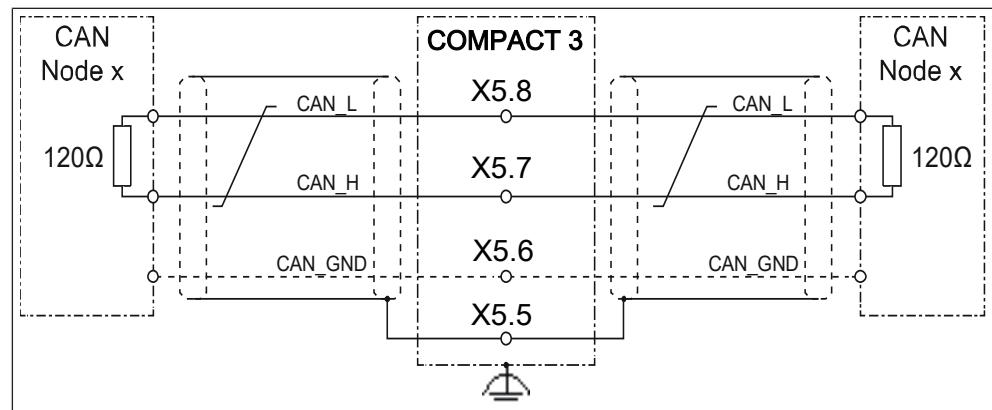 CAN
Node x
COMPACT 3
CAN
Node x
X5.8
CAN_L
CAN_L
120Ω
120Ω
X5.7
CAN_H
CAN_H
X5.6
CAN_GND
CAN_GND
X5.5